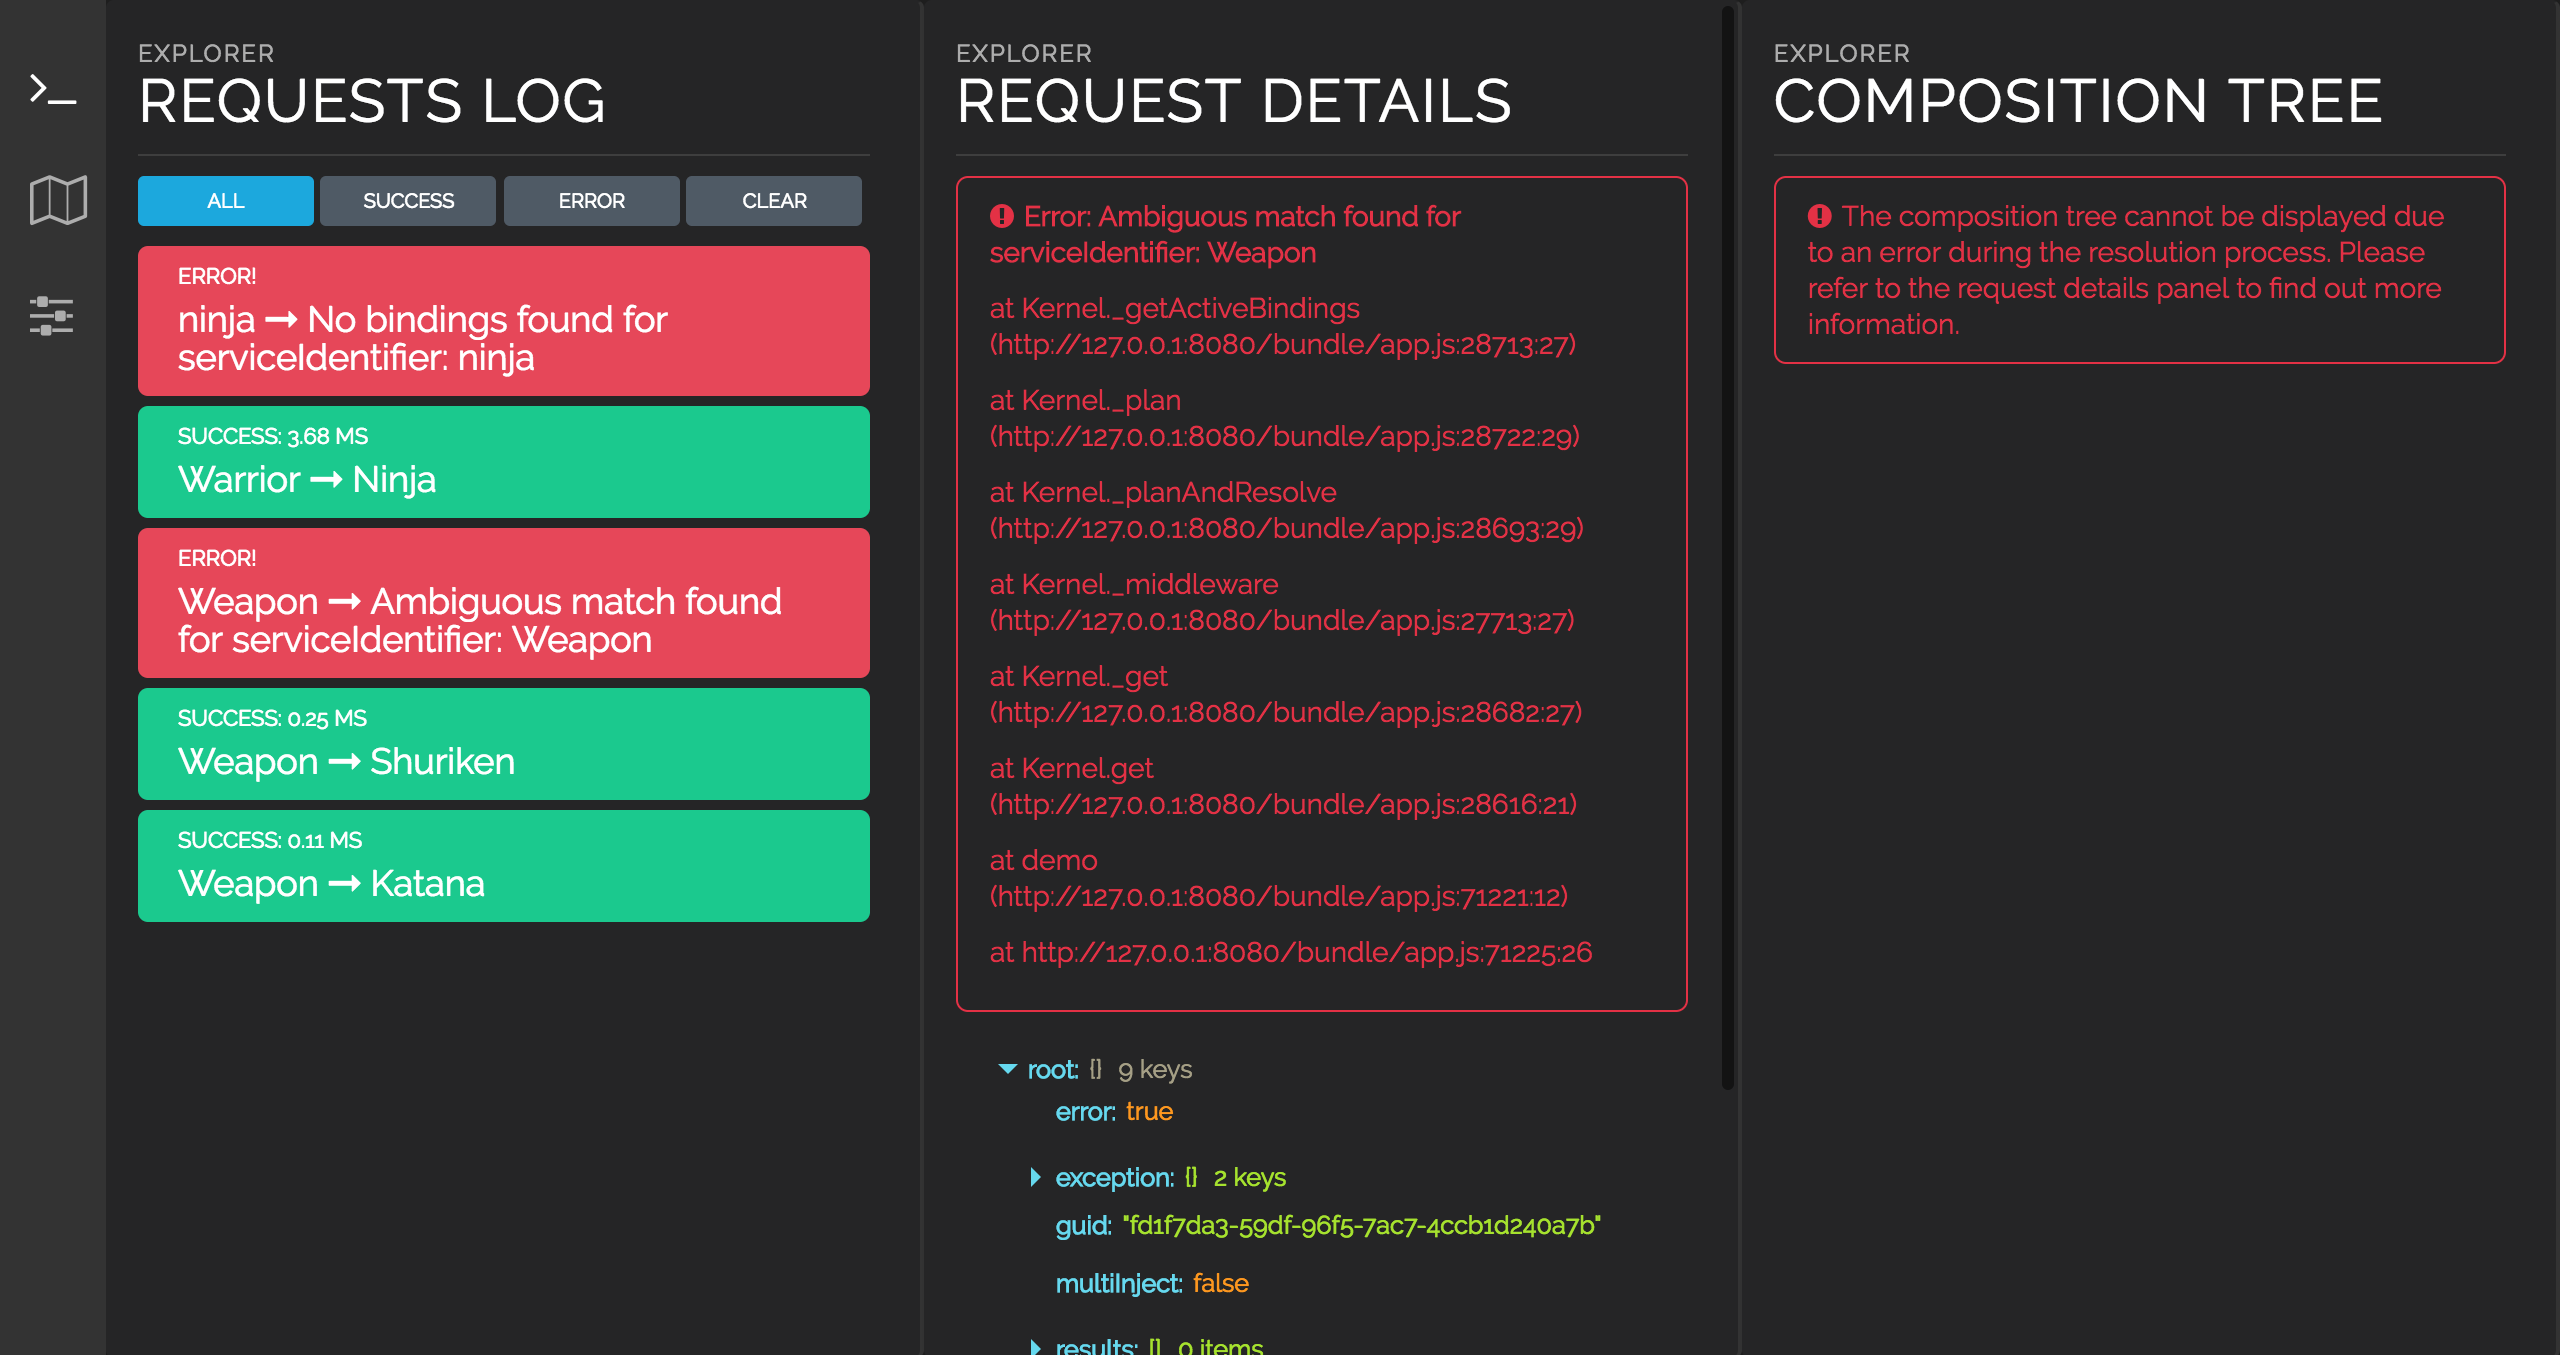 EXPLORER
REQUESTS LOG
ALL
SUCCESS
ERROR
CLEAR
ERROR!
ninja → No bindings found for
serviceIdentifier: ninja
SUCCESS: 3.68 MS
Warrior → Ninja
ERROR!
Weapon → Ambiguous match found
for serviceIdentifier: Weapon
SUCCESS: 0.25 MS
Weapon → Shuriken
SUCCESS: 0.11 MS
Weapon → Katana
EXPLORER
REQUEST DETAILS
Error: Ambiguous match found for
serviceIdentifier: Weapon
at Kernel._getActiveBindings
(http://127.0.0.1:8080/bundle/app.js:28713:27)
at Kernel._plan
(http://127.0.0.1:8080/bundle/app.js:28722:29)
at Kernel._planAndResolve
(http://127.0.0.1:8080/bundle/app.js:28693:29)
at Kernel._middleware
(http://127.0.0.1:8080/bundle/app.js:27713:27)
at Kernel._get
(http://127.0.0.1:8080/bundle/app.js:28682:27)
at Kernel.get
(http://127.0.0.1:8080/bundle/app.js:28616:21)
at demo
(http://127.0.0.1:8080/bundle/app.js:71221:12)
at http://127.0.0.1:8080/bundle/app.js:71225:26
root: {} 9 keys
error: true
exception: {} 2 keys
guid: "fd1f7da3-59df-96f5-7ac7-4ccb1d240a7b"
multiInject: false
results: [] 0 items
EXPLORER
COMPOSITION TREE
The composition tree cannot be displayed due
to an error during the resolution process. Please
refer to the request details panel to find out more
information.